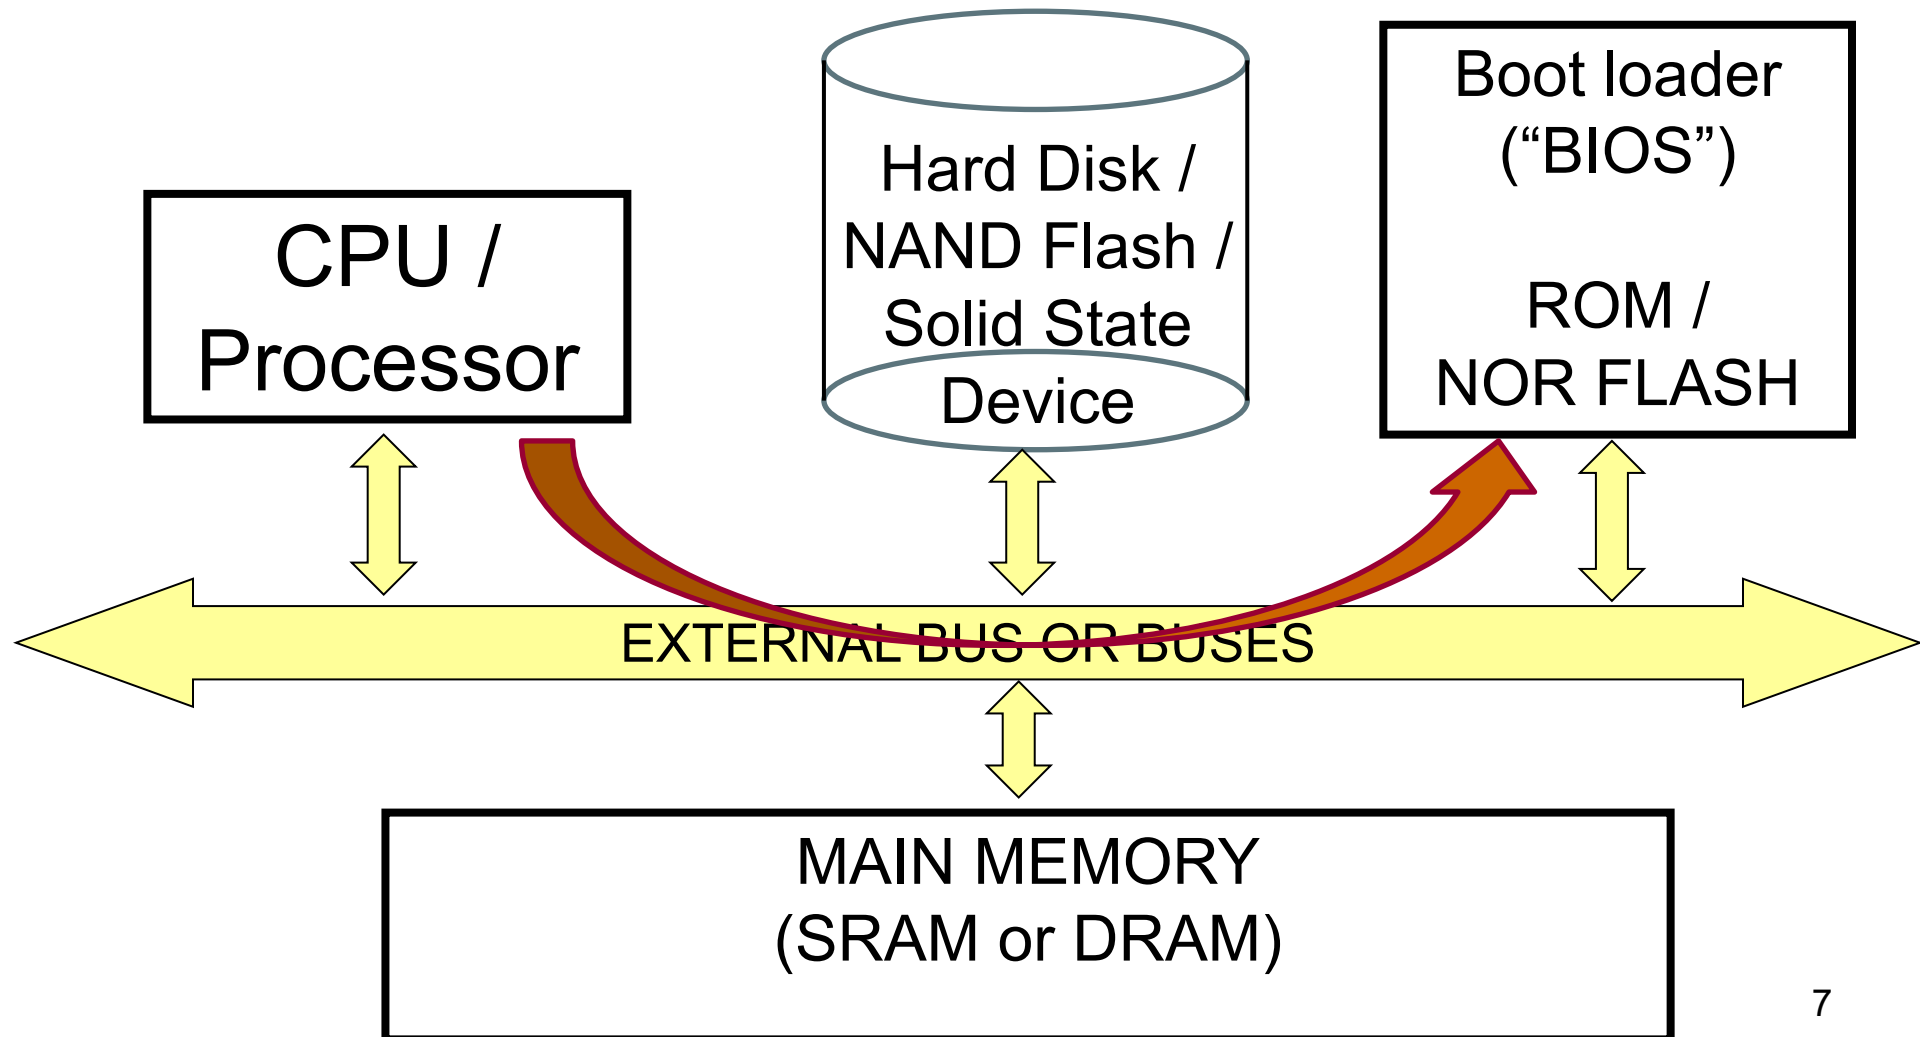 CPU /
Processor
Hard Disk /
NAND Flash /
Solid State
Device
Boot loader
(“BIOS”)
ROM /
NOR FLASH
EXTERNAL BUS OR BUSES
MAIN MEMORY
(SRAM or DRAM)
7